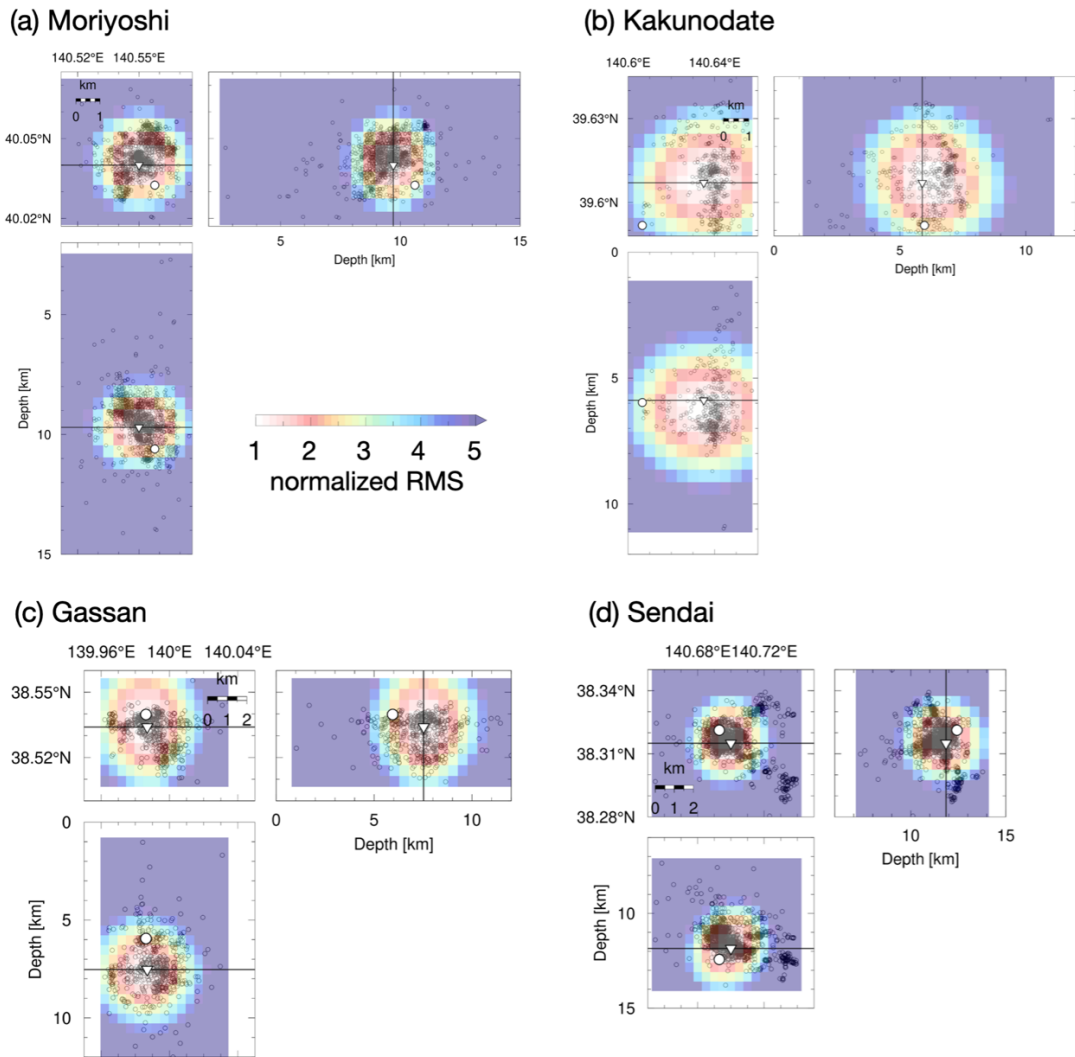 (a) Moriyoshi
140.52°E 140.55°E
km
0 1
40.05°N
40.02°N
5 10 15
Depth [km]
5
10
15
Depth [km]
1 2 3 4 5
normalized RMS
(b) Kakunodate
140.6°E 140.64°E
km
0 1
39.63°N
39.6°N
0 5 10
Depth [km]
0
5
10
Depth [km]
(c) Gassan
139.96°E 140°E 140.04°E
km
0 1 2
38.55°N
38.52°N
0 5 10
Depth [km]
0
5
10
Depth [km]
(d) Sendai
140.68°E 140.72°E
38.34°N
38.31°N
38.28°N
km
0 1 2
10 15
Depth [km]
10
15
Depth [km]